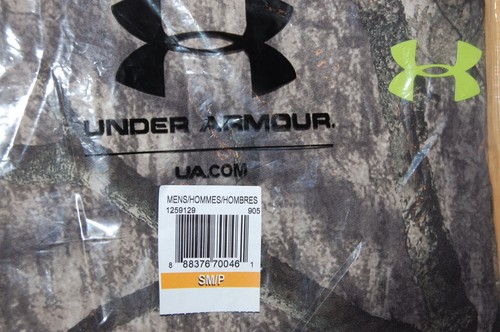 UNDER ARMOUR.
UA.COM
MENS/HOMMES/HOMBRES
1259129 905
8 88376 70046 1
SM/P